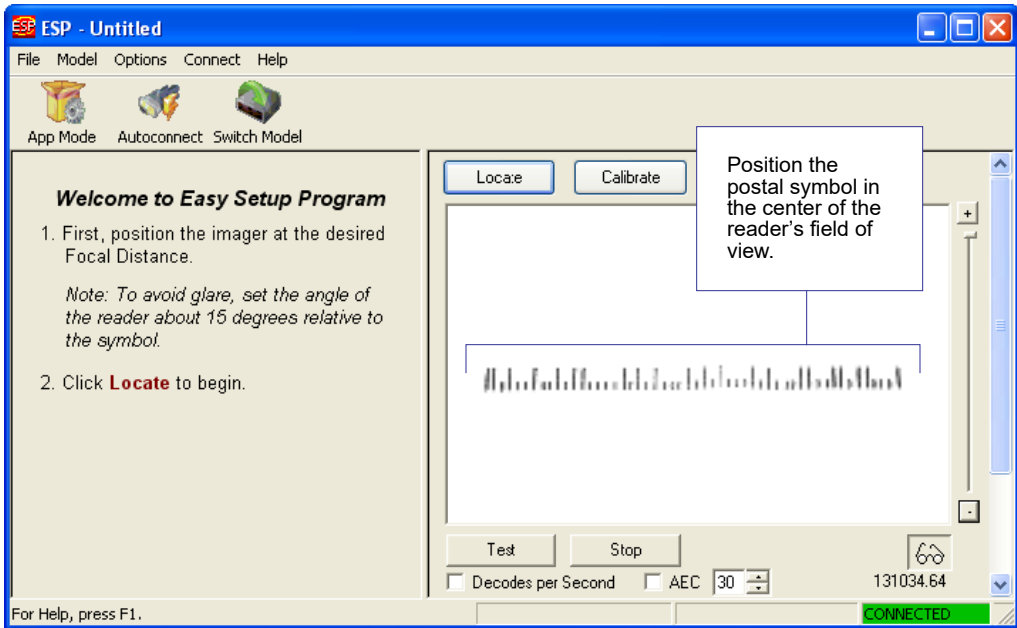 ESP - Untitled
File Model Options Connect Help
App Mode Autoconnect Switch Model
Welcome to Easy Setup Program
1. First, position the imager at the desired
Focal Distance.
Note: To avoid glare, set the angle of
the reader about 15 degrees relative to
the symbol.
2. Click Locate to begin.
Locate Calibrate
Position the
postal symbol in
the center of the
reader's field of
view.
+
-
Test Stop
Decodes per Second AEC 30
131034.64
For Help, press F1.
CONNECTED